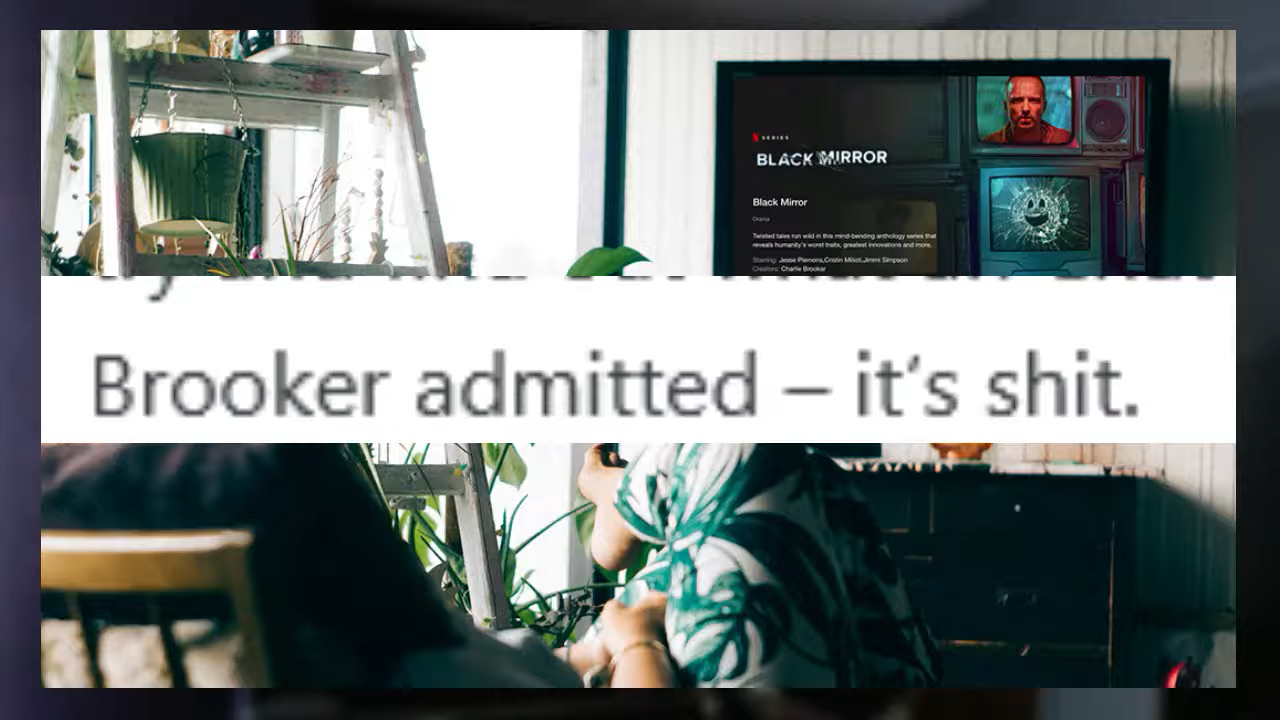 SERIES
BLACK MIRROR
Black Mirror
Drama
Twisted tales run wild in this mind-bending anthology series that
reveals humanity's worst traits, greatest innovations and more.
Starring: Jesse Plemons,Cristin Milioti,Jimmi Simpson
Creators: Charlie Brooker
Brooker admitted – it's shit.